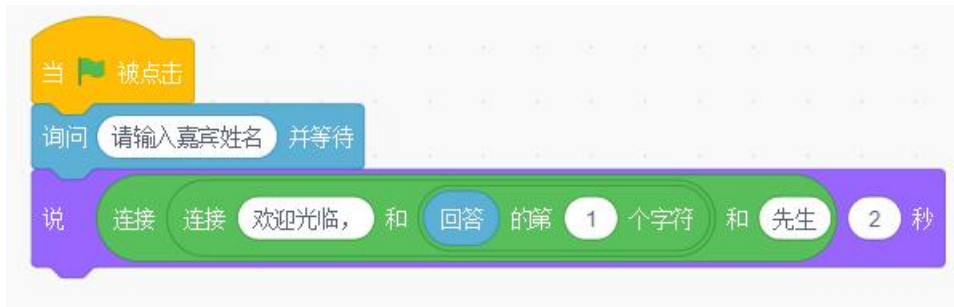 当 被点击
询问 请输入嘉宾姓名 并等待
说 连接 连接 欢迎光临， 和 回答 的第 1 个字符 和 先生 2 秒